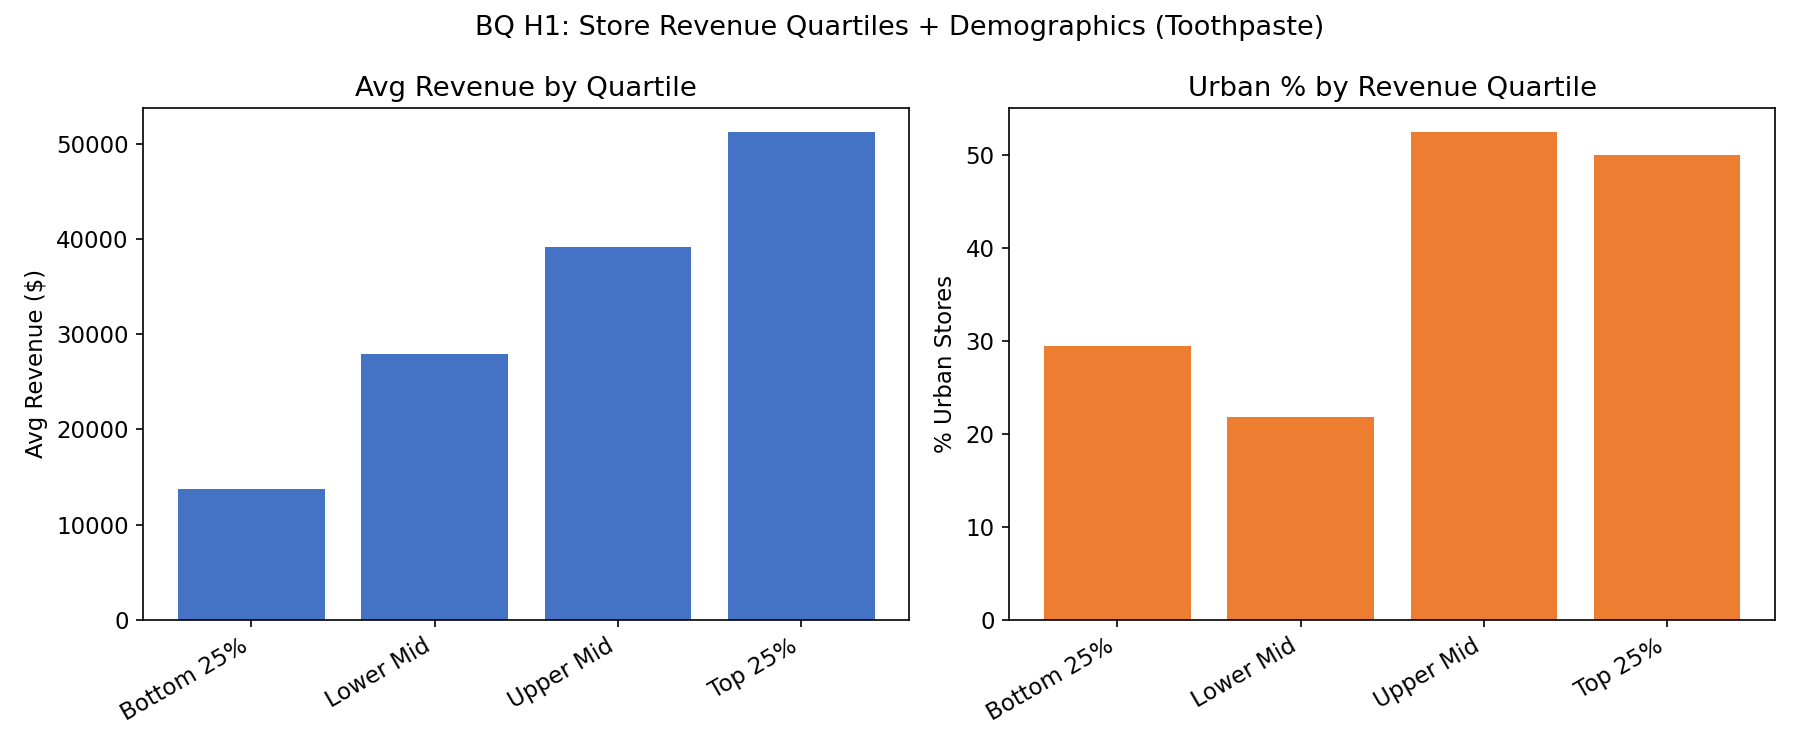 BQ H1: Store Revenue Quartiles + Demographics (Toothpaste)
Avg Revenue by Quartile
Avg Revenue ($)
50000
40000
30000
20000
10000
0
Bottom 25%
Lower Mid
Upper Mid
Top 25%
Urban % by Revenue Quartile
% Urban Stores
50
40
30
20
10
0
Bottom 25%
Lower Mid
Upper Mid
Top 25%